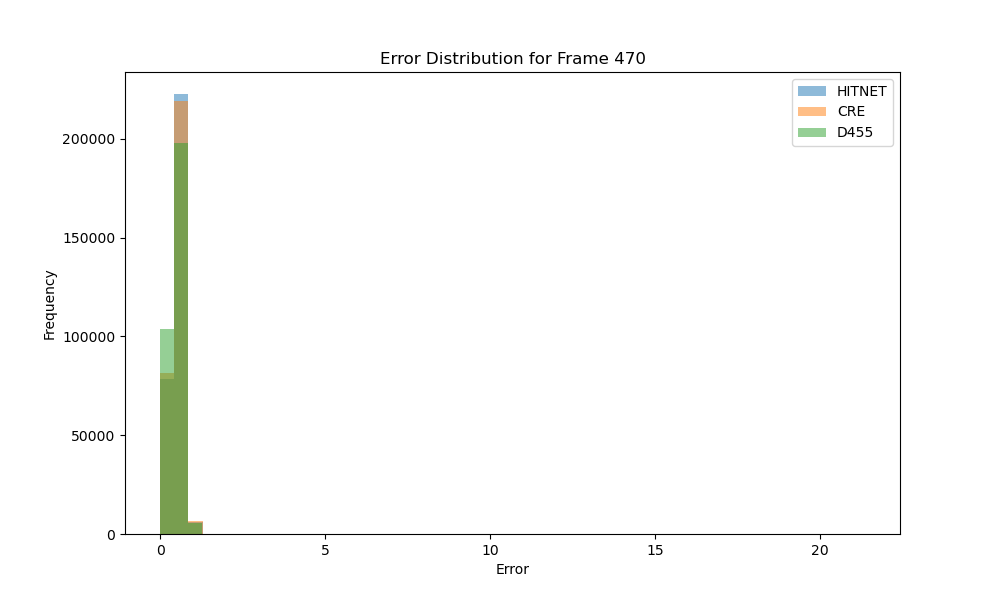 Error Distribution for Frame 470
HITNET
CRE
D455
200000
150000
100000
50000
0
Frequency
0 5 10 15 20
Error